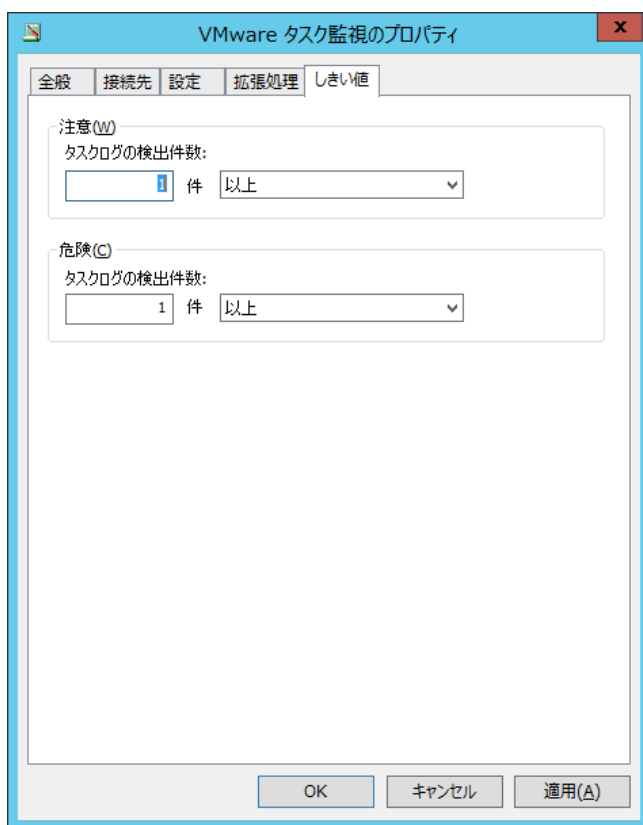 VMware タスク監視のプロパティ
x
全般 接続先 設定 拡張処理 しきい値
注意(W)
タスクログの検出件数:
1 件 以上
危険(C)
タスクログの検出件数:
1 件 以上
OK キャンセル 適用(A)